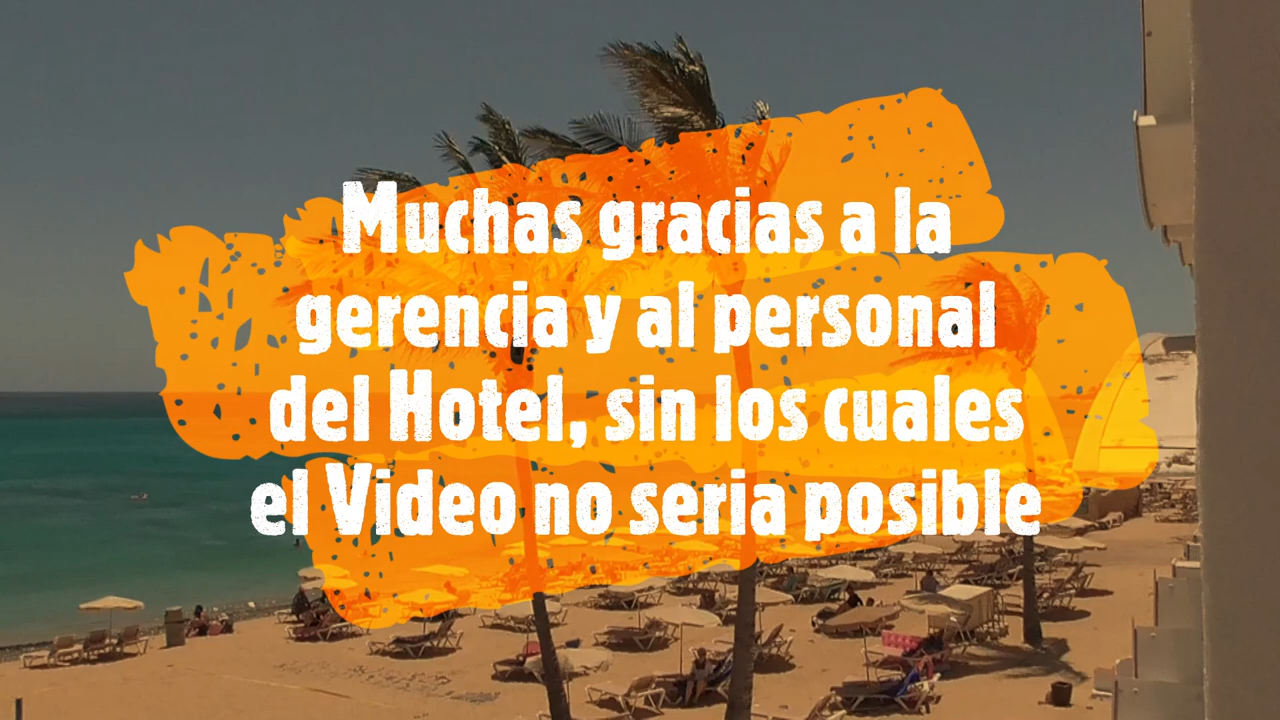 Muchas gracias a la
gerencia y al personal
del Hotel, sin los cuales
el Video no seria posible